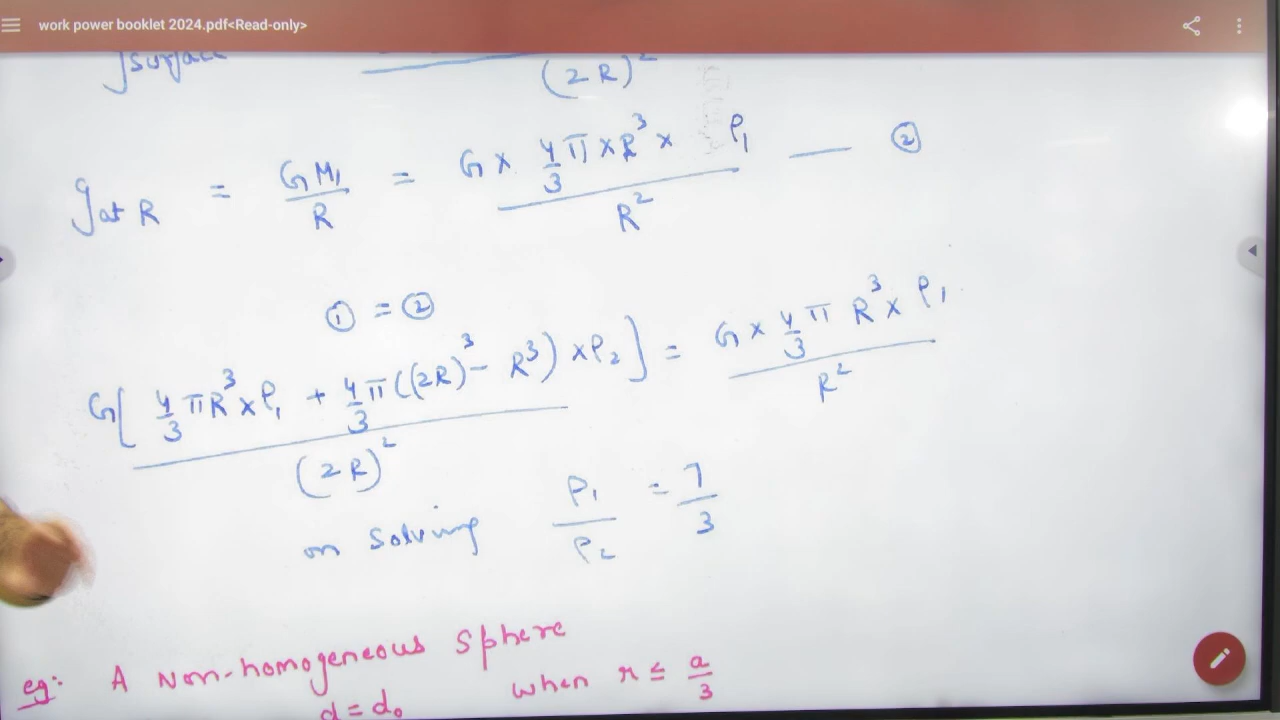 work power booklet 2024.pdf<Read-only>
surface (2R)²
g at R = GM₁/R = G × 4/3 π × R³ × ρ₁ / R² — ②
① = ②
G[4/3 πR³ × ρ₁ + 4/3 π((2R)³ - R³) × ρ₂] / (2R)² = G × 4/3 π R³ × ρ₁ / R²
on solving ρ₁/ρ₂ = 7/3
eg: A Non-homogeneous Sphere
d = d₀ when r ≤ a/3